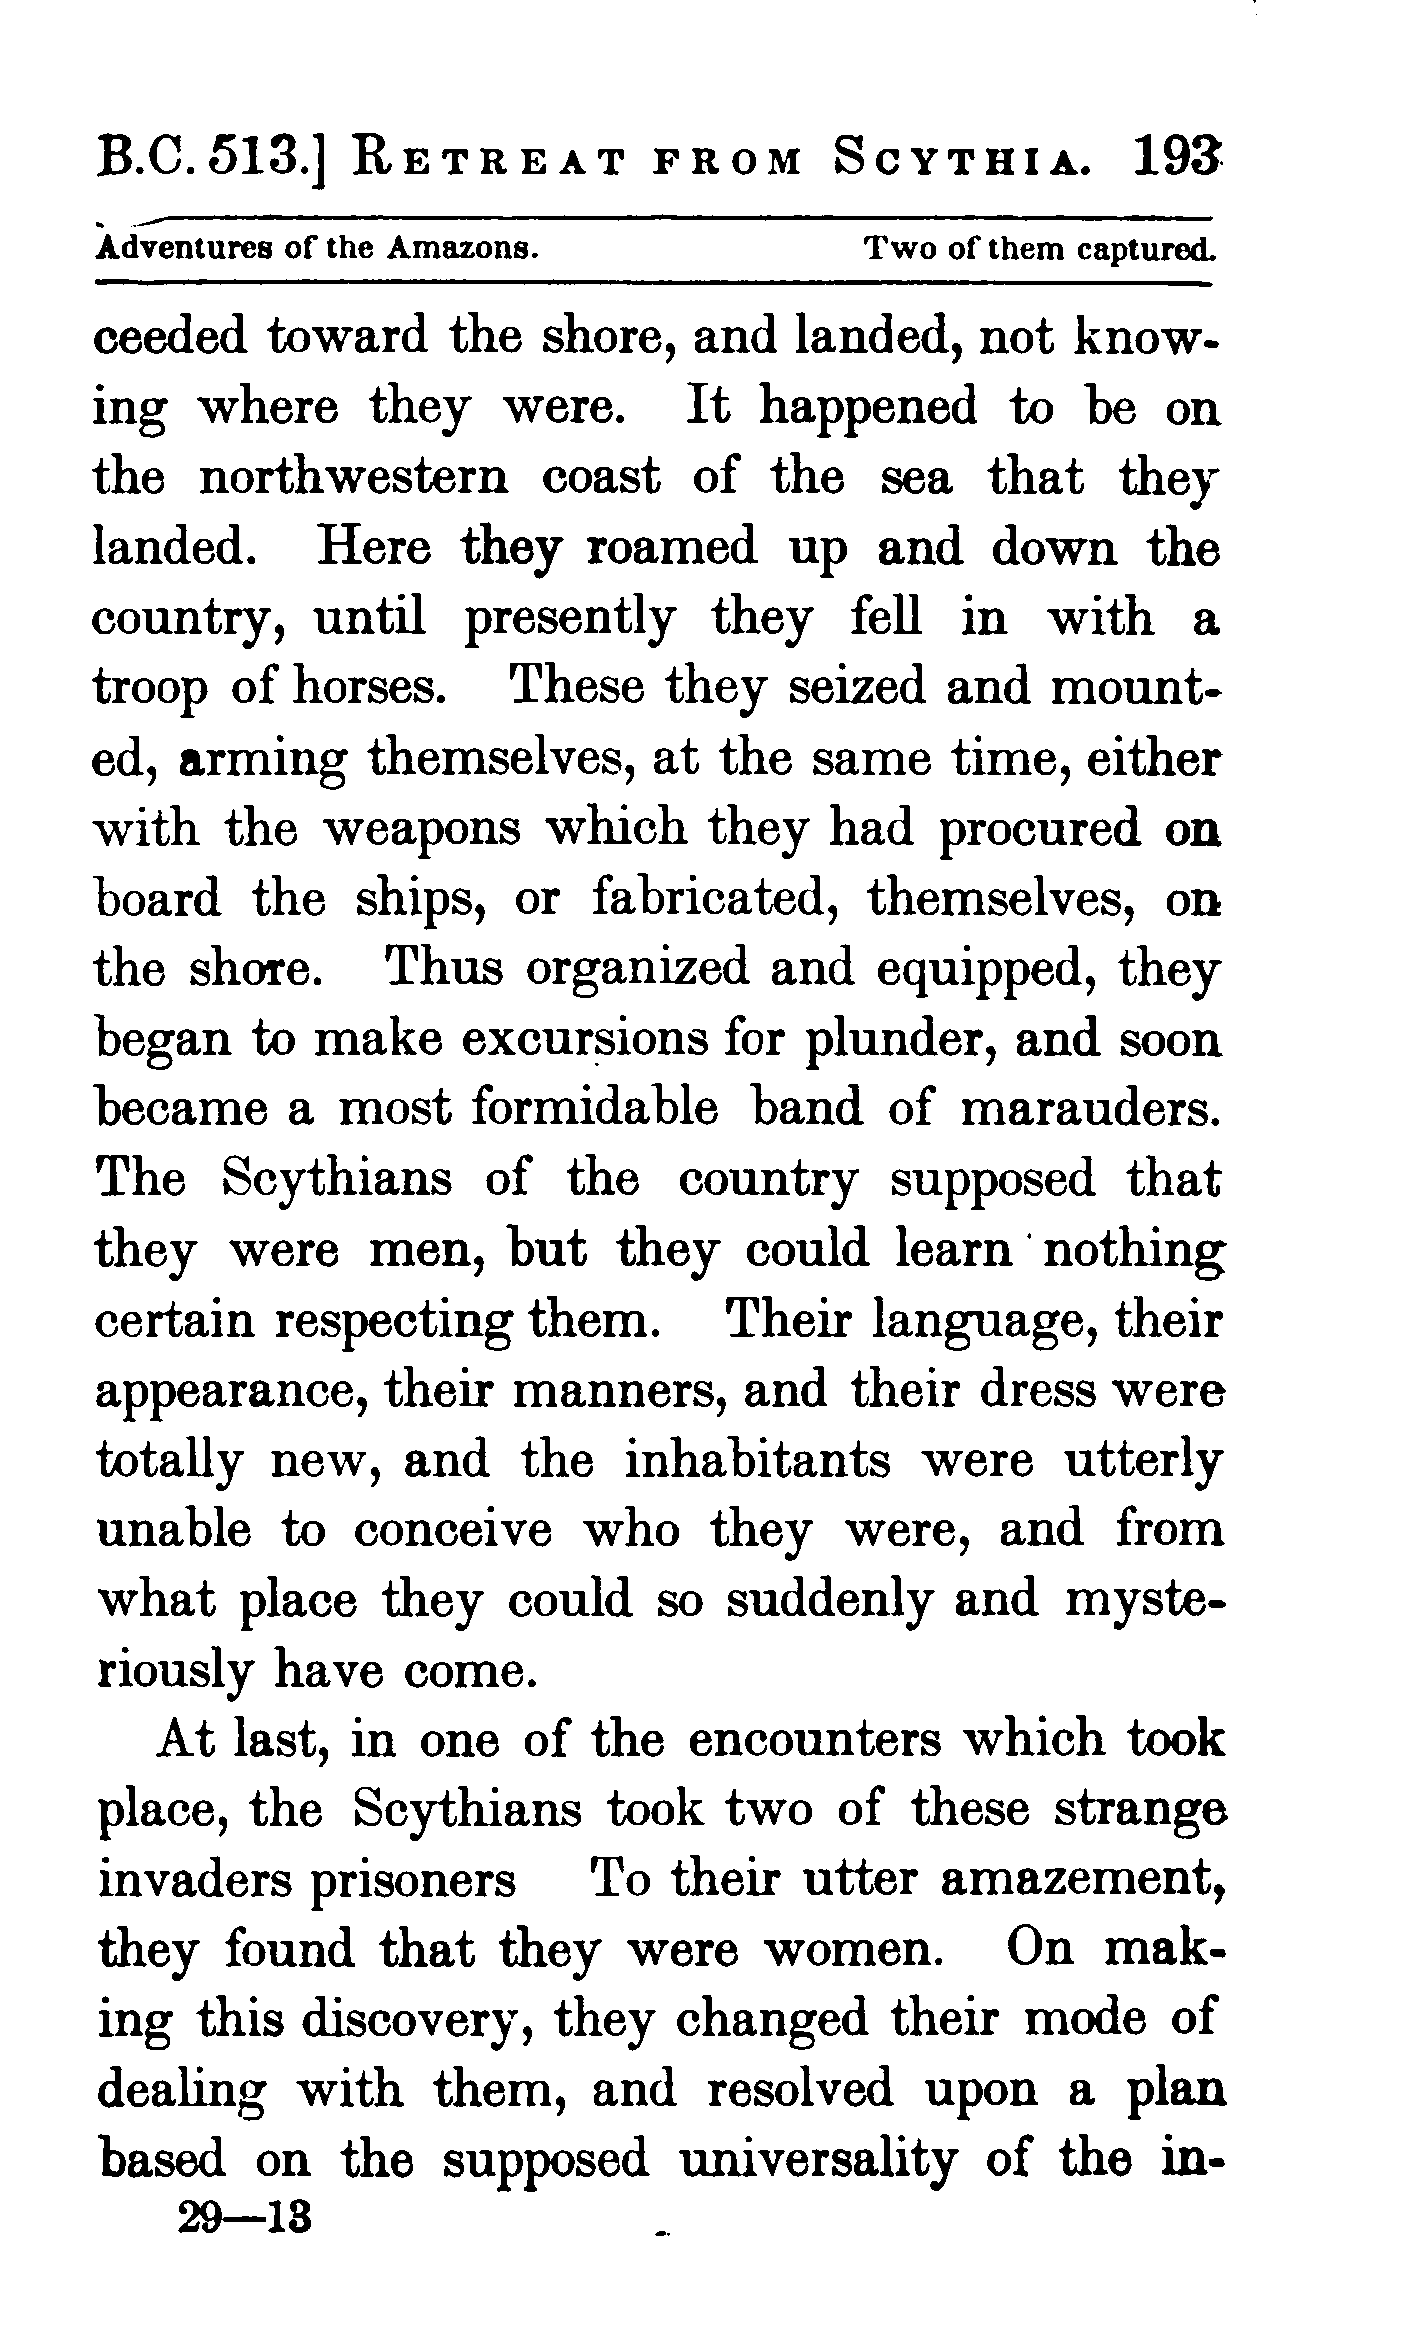 B.C. 513.] RETREAT FROM SCYTHIA. 193
Adventures of the Amazons. Two of them captured.
ceeded toward the shore, and landed, not know-
ing where they were. It happened to be on
the northwestern coast of the sea that they
landed. Here they roamed up and down the
country, until presently they fell in with a
troop of horses. These they seized and mount-
ed, arming themselves, at the same time, either
with the weapons which they had procured on
board the ships, or fabricated, themselves, on
the shore. Thus organized and equipped, they
began to make excursions for plunder, and soon
became a most formidable band of marauders.
The Scythians of the country supposed that
they were men, but they could learn nothing
certain respecting them. Their language, their
appearance, their manners, and their dress were
totally new, and the inhabitants were utterly
unable to conceive who they were, and from
what place they could so suddenly and myste-
riously have come.
At last, in one of the encounters which took
place, the Scythians took two of these strange
invaders prisoners To their utter amazement,
they found that they were women. On mak-
ing this discovery, they changed their mode of
dealing with them, and resolved upon a plan
based on the supposed universality of the in-
29—13